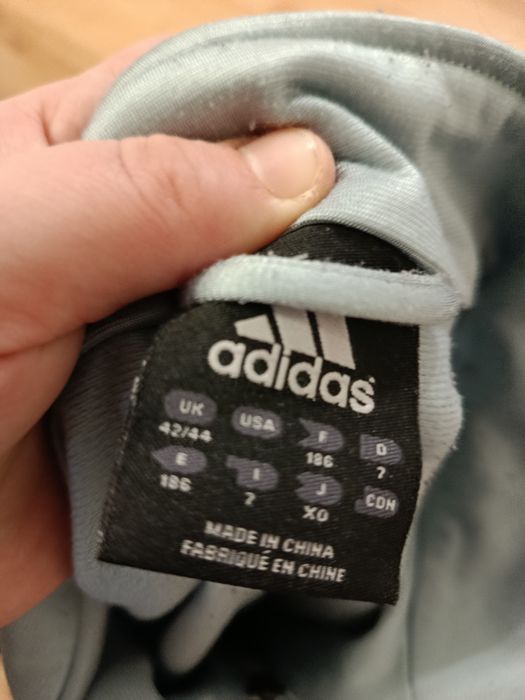 adidas
UK USA F D
42/44 186 7
E I J CDN
186 7 XO
MADE IN CHINA
FABRIQUÉ EN CHINE